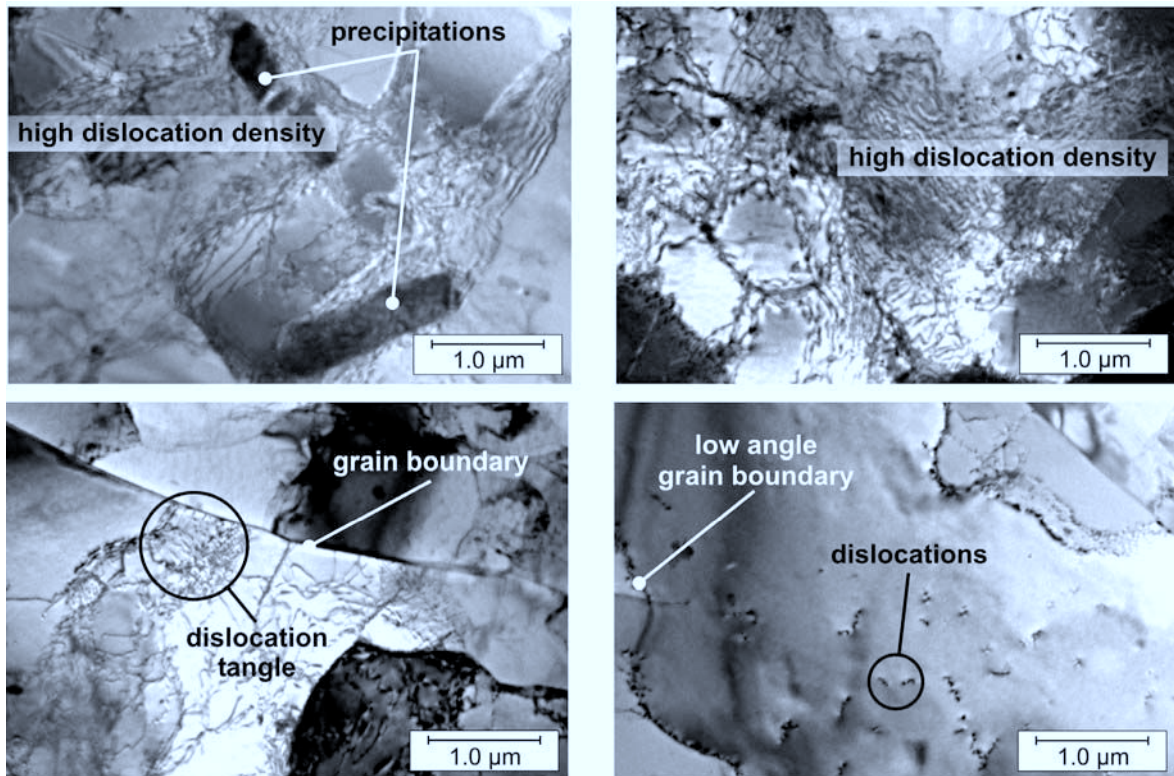 precipitations
high dislocation density
1.0 µm
high dislocation density
1.0 µm
grain boundary
dislocation
tangle
1.0 µm
low angle
grain boundary
dislocations
1.0 µm